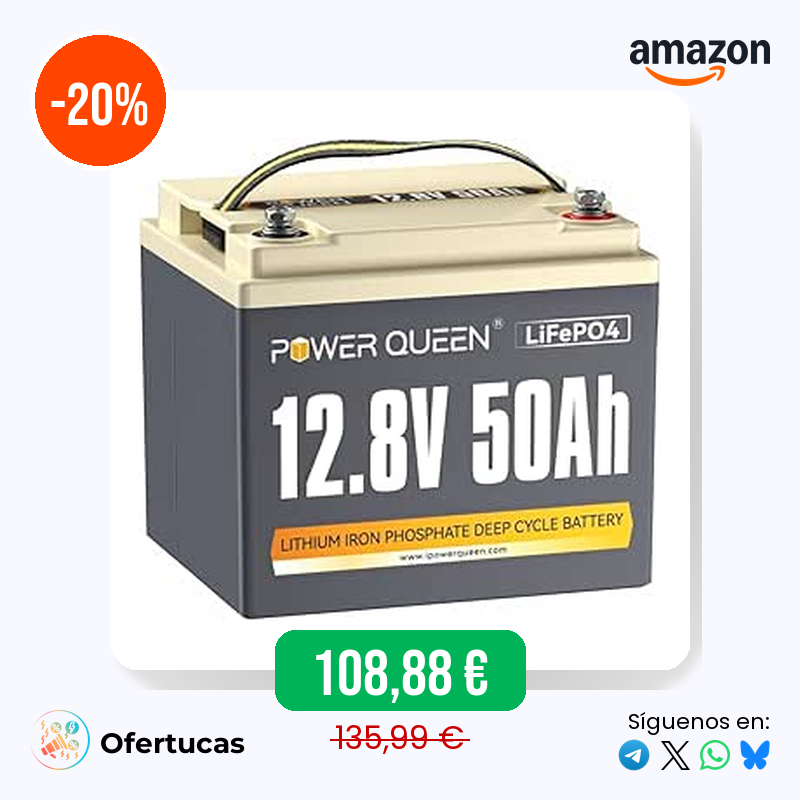 -20%
amazon
12.8V 50Ah
POWER QUEEN®
LiFePO4
12.8V 50Ah
LITHIUM IRON PHOSPHATE DEEP CYCLE BATTERY
www.ipowerqueen.com
108,88 €
135,99 €
Ofertucas
Síguenos en: